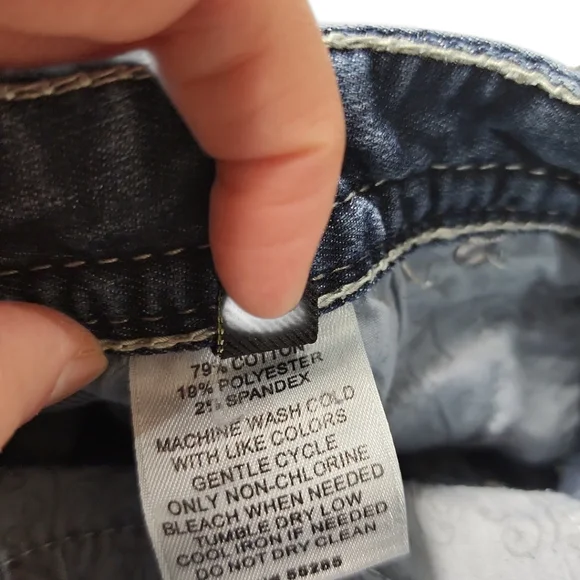 79% COTTON
19% POLYESTER
2% SPANDEX
MACHINE WASH COLD
WITH LIKE COLORS
GENTLE CYCLE
ONLY NON-CHLORINE
BLEACH WHEN NEEDED
TUMBLE DRY LOW
COOL IRON IF NEEDED
DO NOT DRY CLEAN